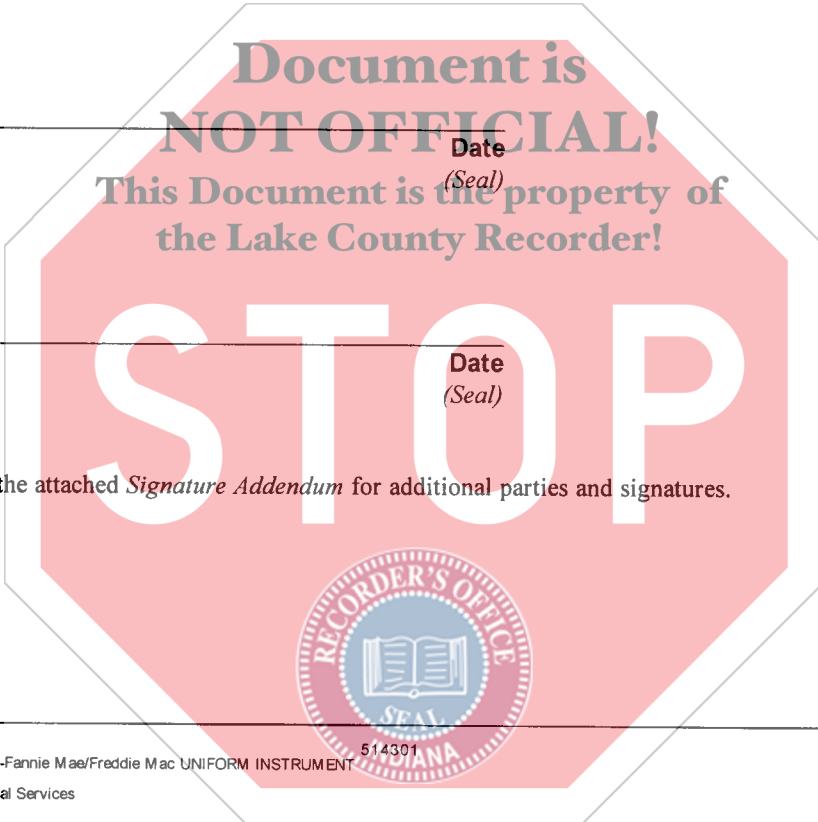 Document is
NOT OFFICIAL!
Date
(Seal)
This Document is the property of
the Lake County Recorder!
STOP
Date
(Seal)
the attached Signature Addendum for additional parties and signatures.
RECORDER'S OFFICE
SEAL
INDIANA
514301
-Fannie Mae/Freddie Mac UNIFORM INSTRUMENT
al Services